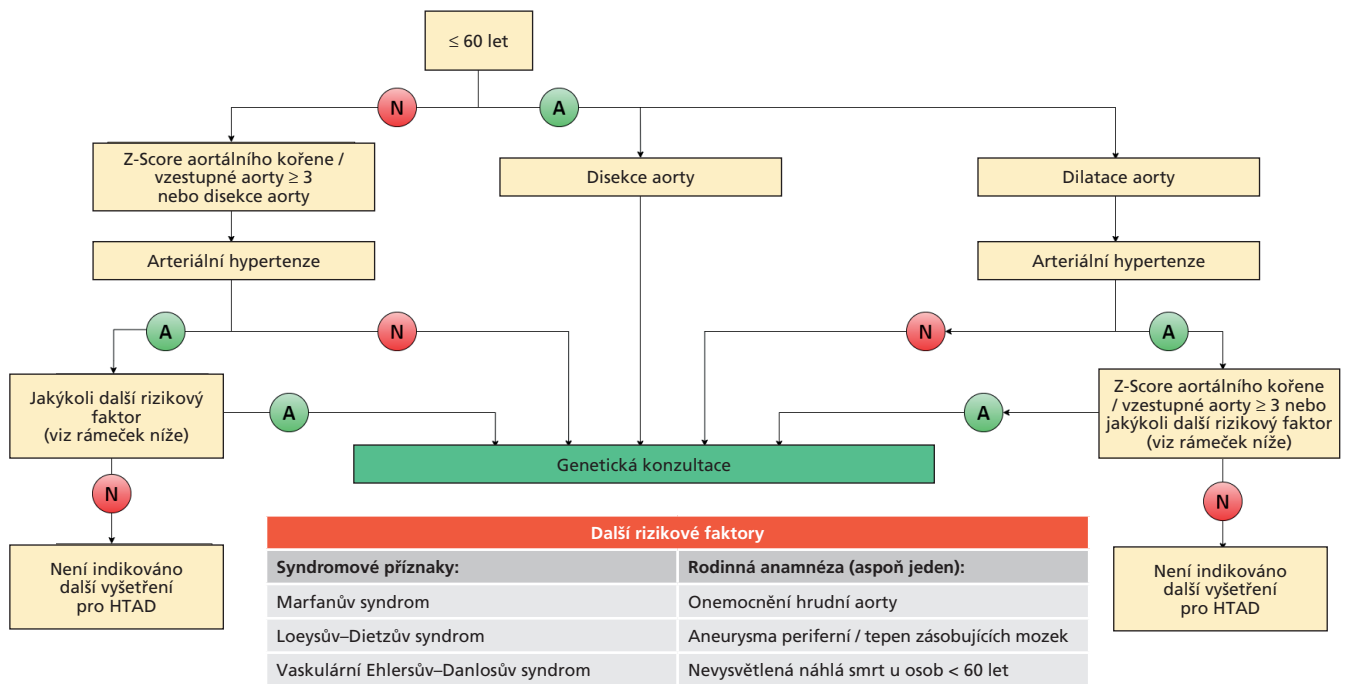 ≤ 60 let
N
A
Z-Score aortálního kořene /
vzestupné aorty ≥ 3
nebo disekce aorty
Disekce aorty
Dilatace aorty
Arteriální hypertenze
Arteriální hypertenze
A
N
N
A
Jakýkoli další rizikový
faktor
(viz rámeček níže)
A
A
Z-Score aortálního kořene
/ vzestupné aorty ≥ 3 nebo
jakýkoli další rizikový faktor
(viz rámeček níže)
Genetická konzultace
N
N
Není indikováno
další vyšetření
pro HTAD
Není indikováno
další vyšetření
pro HTAD
Další rizikové faktory
Syndromové příznaky:
Rodinná anamnéza (aspoň jeden):
Marfanův syndrom
Onemocnění hrudní aorty
Loeysův–Dietzův syndrom
Aneurysma periferní / tepen zásobujících mozek
Vaskulární Ehlersův–Danlosův syndrom
Nevysvětlená náhlá smrt u osob < 60 let